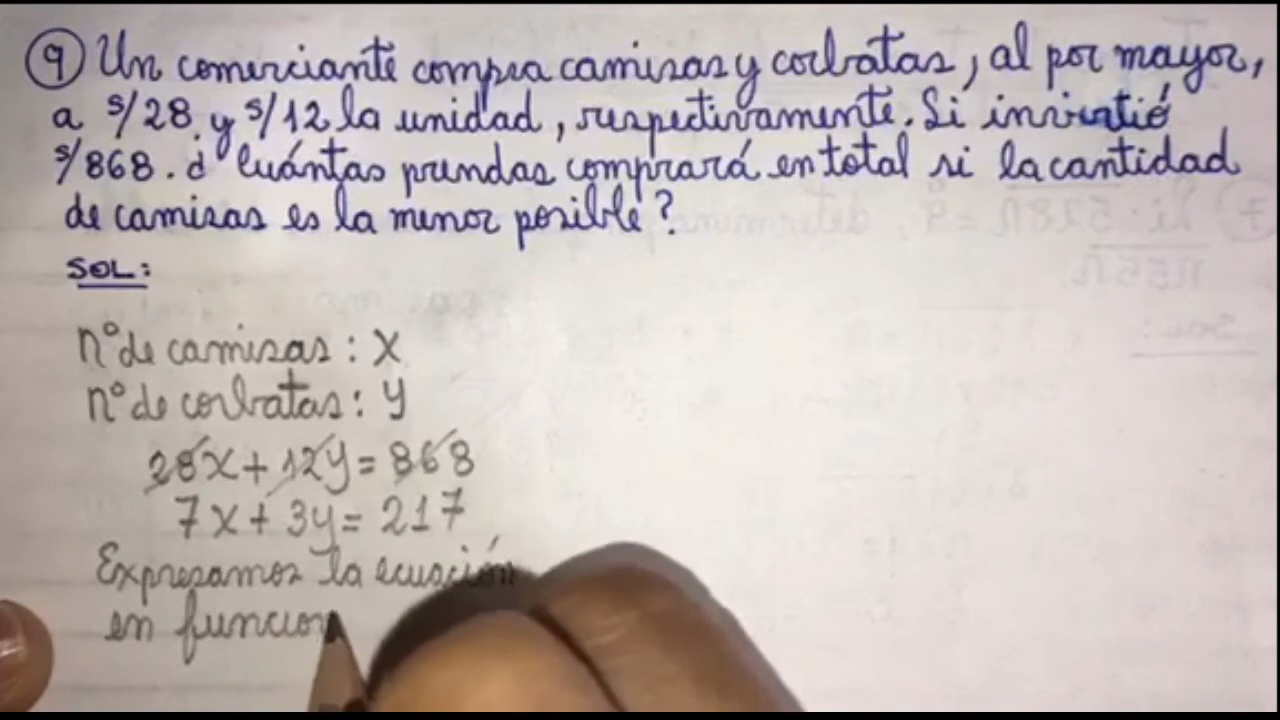 9 Un comerciante compra camisas y corbatas, al por mayor,
a s/28 y s/12 la unidad, respectivamente. Si invirtió
s/868. ¿Cuántas prendas comprará en total si la cantidad
de camisas es la menor posible?
SOL:
n° de camisas: X
n° de corbatas: y
28x + 12y = 868
7x + 3y = 217
Expresamos la ecuación
en funcion